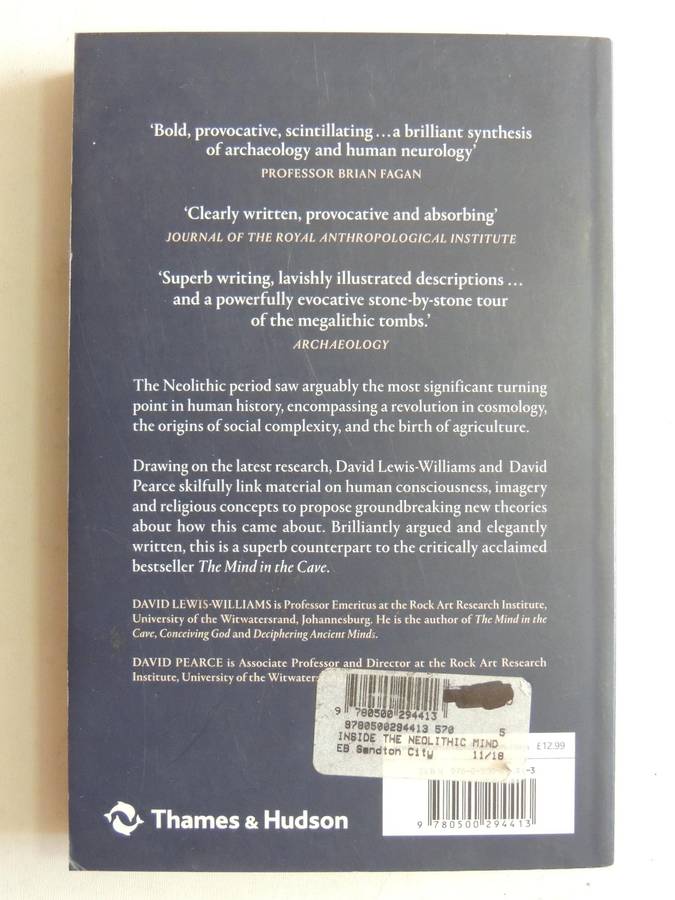 ‘Bold, provocative, scintillating…a brilliant synthesis
of archaeology and human neurology’
PROFESSOR BRIAN FAGAN
‘Clearly written, provocative and absorbing’
JOURNAL OF THE ROYAL ANTHROPOLOGICAL INSTITUTE
‘Superb writing, lavishly illustrated descriptions …
and a powerfully evocative stone-by-stone tour
of the megalithic tombs.’
ARCHAEOLOGY
The Neolithic period saw arguably the most significant turning
point in human history, encompassing a revolution in cosmology,
the origins of social complexity, and the birth of agriculture.
Drawing on the latest research, David Lewis-Williams and David
Pearce skilfully link material on human consciousness, imagery
and religious concepts to propose groundbreaking new theories
about how this came about. Brilliantly argued and elegantly
written, this is a superb counterpart to the critically acclaimed
bestseller The Mind in the Cave.
DAVID LEWIS-WILLIAMS is Professor Emeritus at the Rock Art Research Institute,
University of the Witwatersrand, Johannesburg. He is the author of The Mind in the
Cave, Conceiving God and Deciphering Ancient Minds.
DAVID PEARCE is Associate Professor and Director at the Rock Art Research
Institute, University of the
9 780500 294413
9780500294413 570 5
INSIDE THE NEOLITHIC MIND
EB Sandton City 11/18
£12.99
9 780500 294413
Thames & Hudson